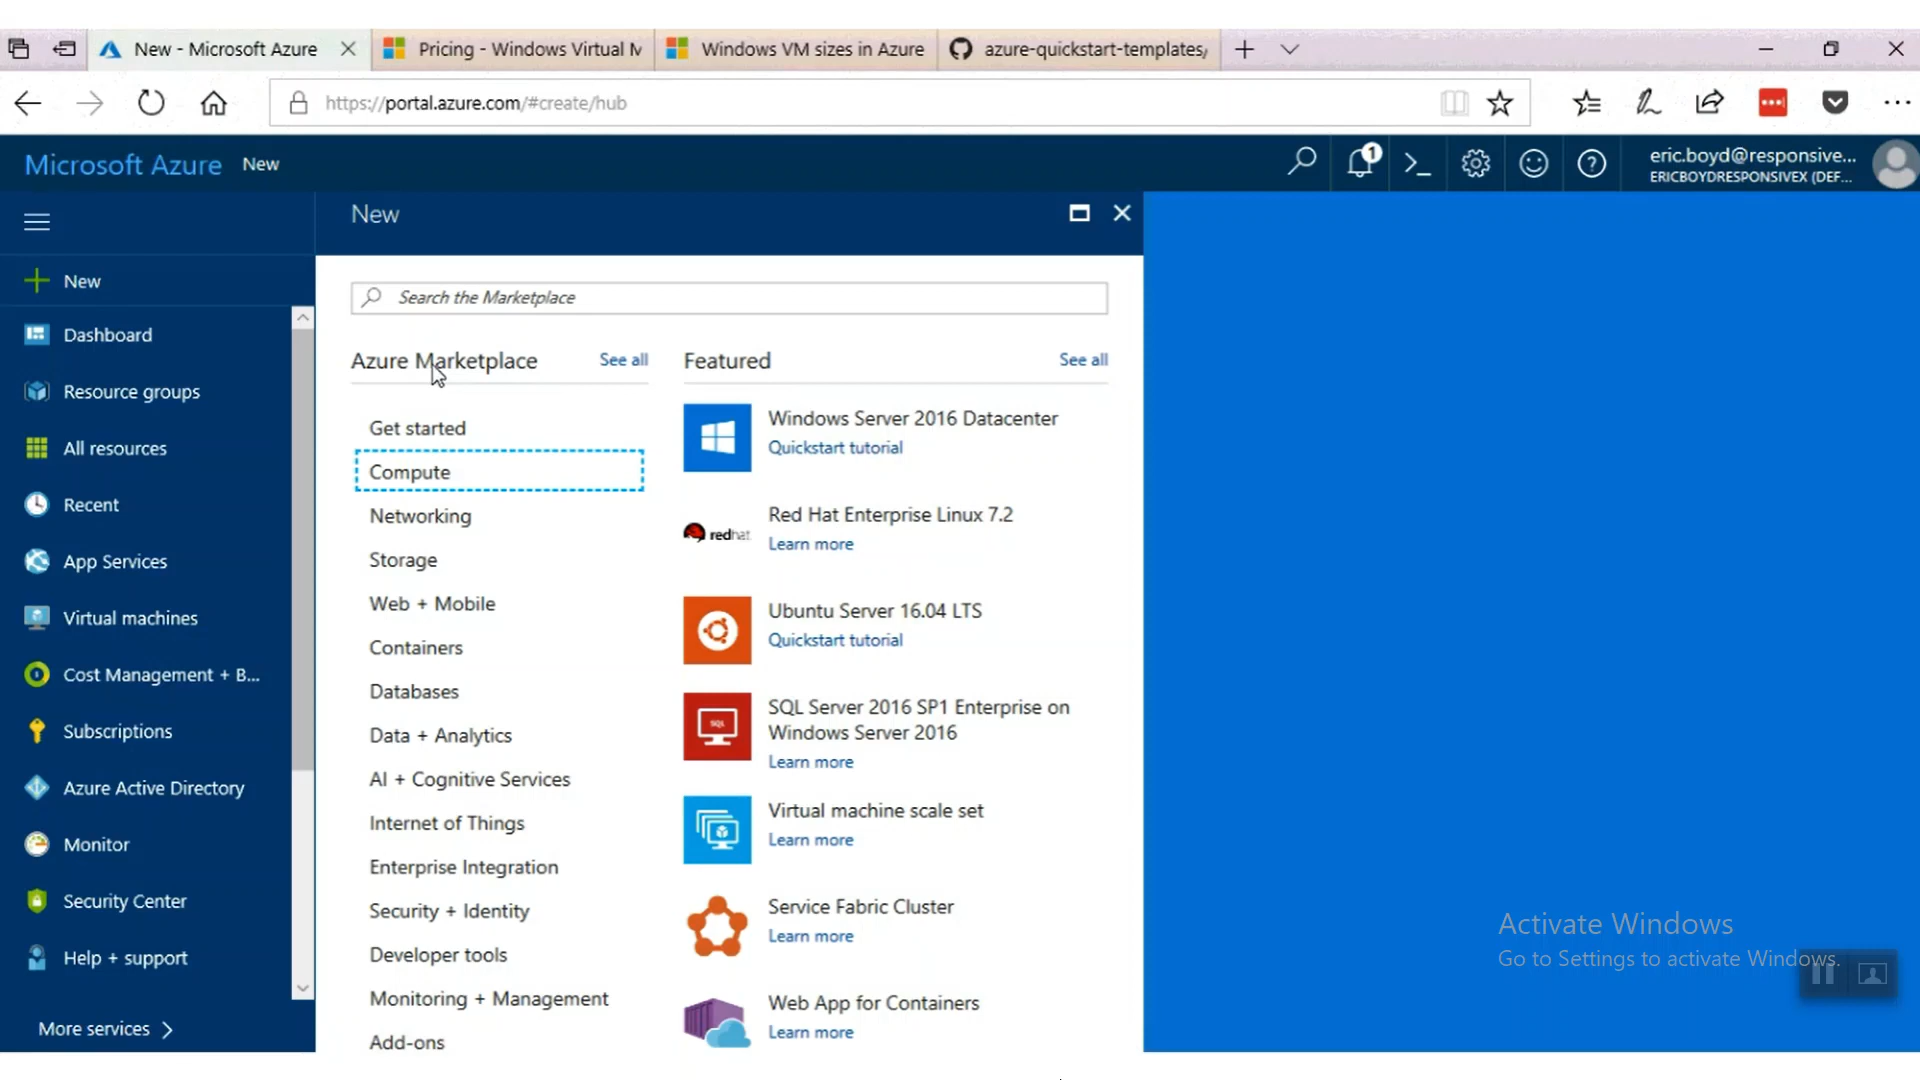 New - Microsoft Azure
Pricing - Windows Virtual M
Windows VM sizes in Azure
azure-quickstart-templates/
https://portal.azure.com/#create/hub
Microsoft Azure New
1
eric.boyd@responsive...
ERICBOYDRESPONSIVEX (DEF...
New
New
Dashboard
Resource groups
All resources
Recent
App Services
Virtual machines
Cost Management + B...
Subscriptions
Azure Active Directory
Monitor
Security Center
Help + support
More services
Search the Marketplace
Azure Marketplace See all
Get started
Compute
Networking
Storage
Web + Mobile
Containers
Databases
Data + Analytics
AI + Cognitive Services
Internet of Things
Enterprise Integration
Security + Identity
Developer tools
Monitoring + Management
Add-ons
Featured See all
Windows Server 2016 Datacenter
Quickstart tutorial
redhat
Red Hat Enterprise Linux 7.2
Learn more
Ubuntu Server 16.04 LTS
Quickstart tutorial
SQL
SQL Server 2016 SP1 Enterprise on
Windows Server 2016
Learn more
Virtual machine scale set
Learn more
Service Fabric Cluster
Learn more
Web App for Containers
Learn more
Activate Windows
Go to Settings to activate Windows.